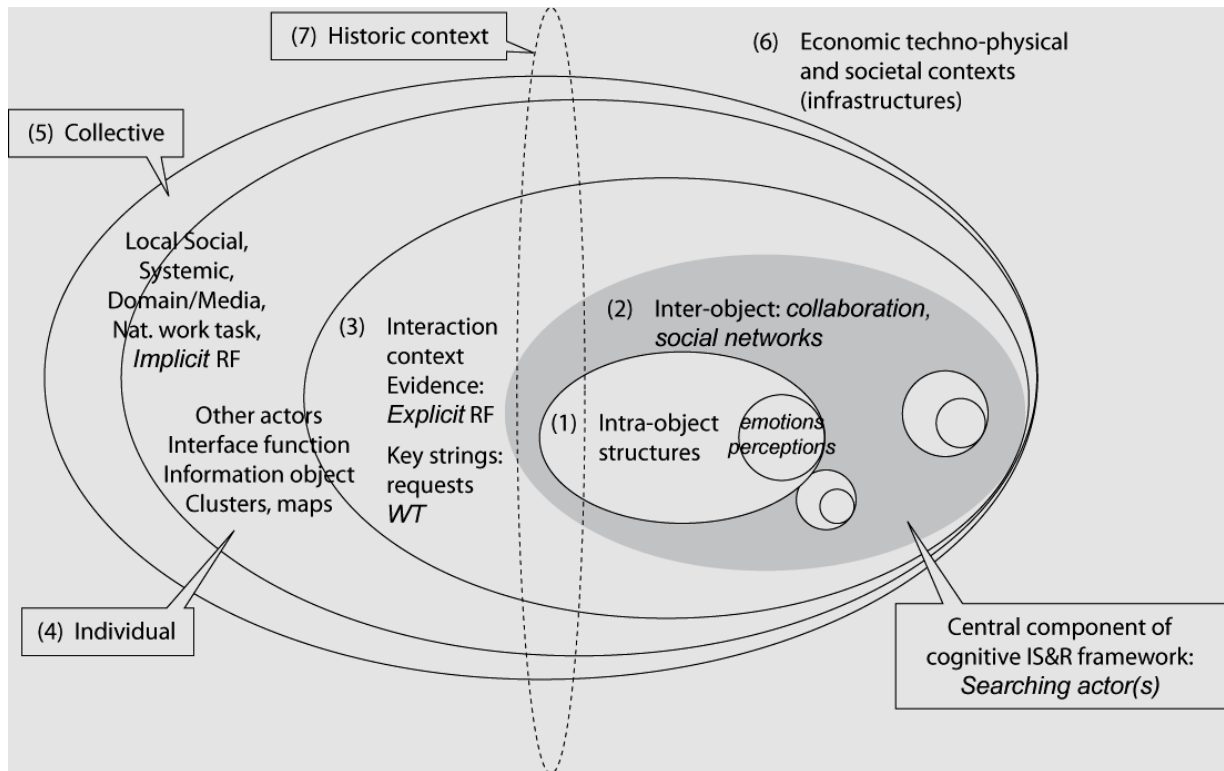 (7) Historic context
(6) Economic techno-physical
and societal contexts
(infrastructures)
(5) Collective
Local Social,
Systemic,
Domain/Media,
Nat. work task,
Implicit RF
(3) Interaction
context
Evidence:
Explicit RF
Key strings:
requests
WT
(2) Inter-object: collaboration,
social networks
(1) Intra-object
structures
emotions
perceptions
Other actors
Interface function
Information object
Clusters, maps
(4) Individual
Central component of
cognitive IS&R framework:
Searching actor(s)